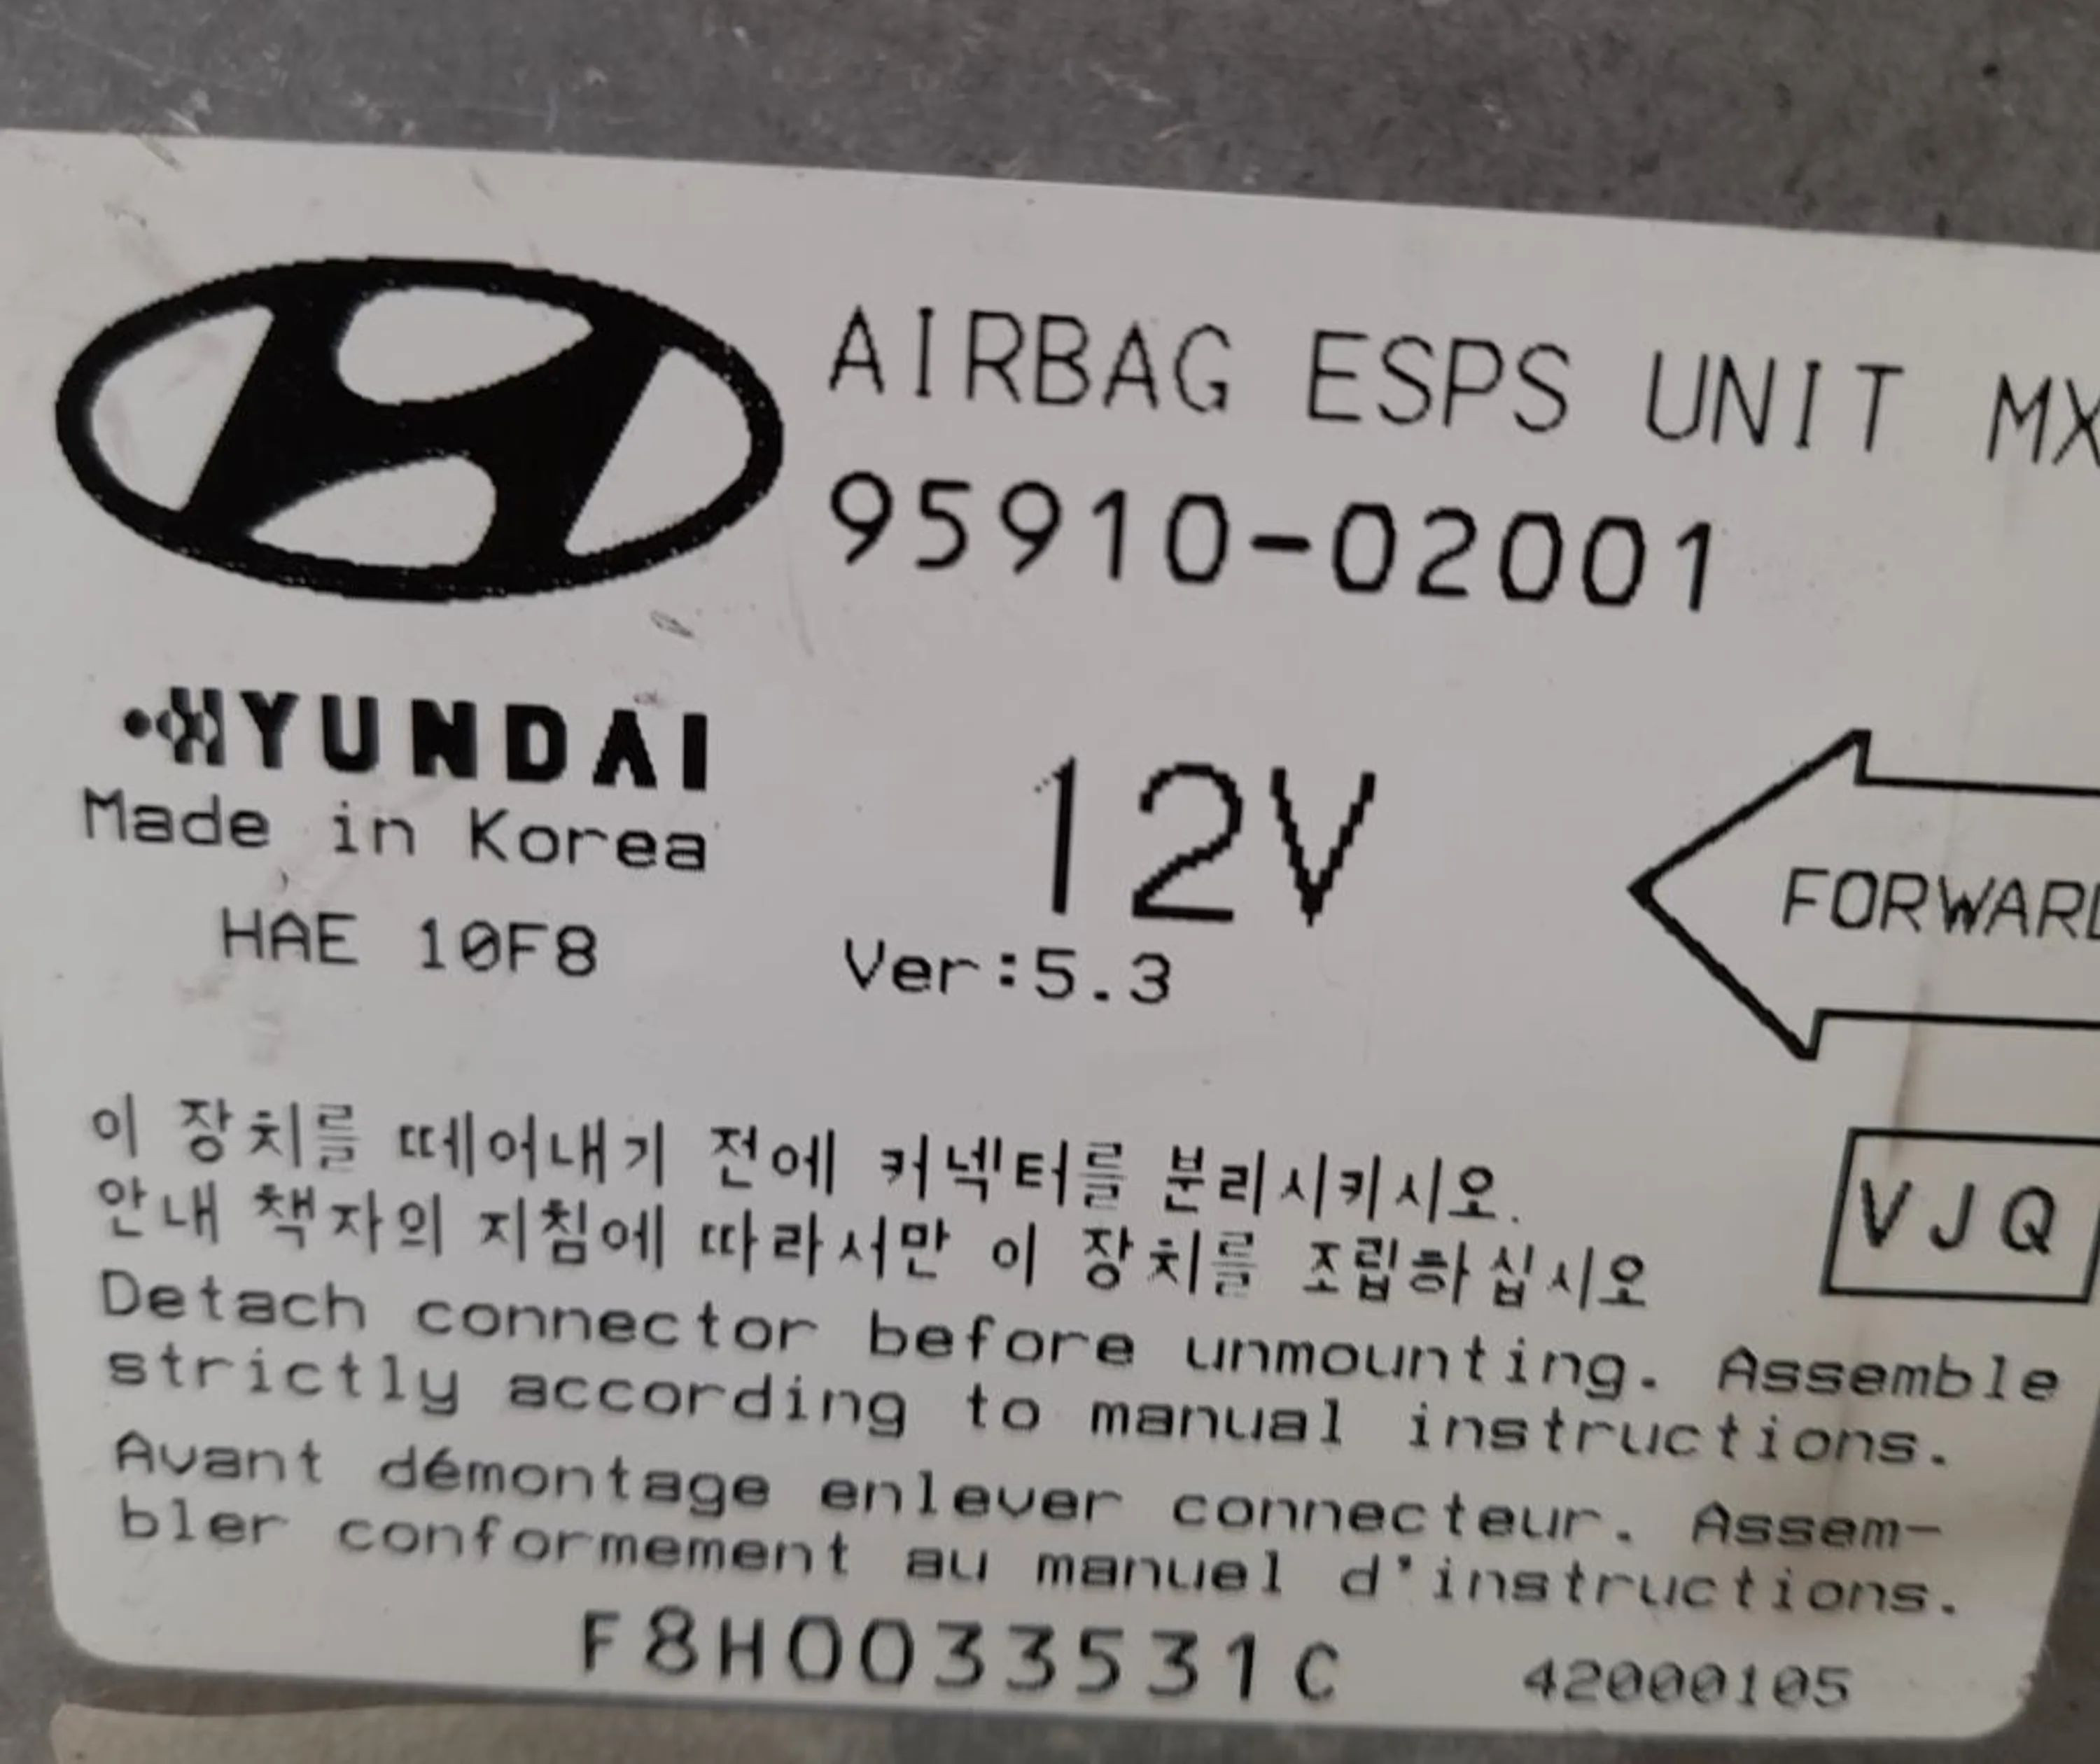 AIRBAG ESPS UNIT MX
95910-02001
HYUNDAI
Made in Korea
12V
FORWARD
HAE 10F8
Ver:5.3
이 장치를 떼어내기 전에 커넥터를 분리시키시오.
안내 책자의 지침에 따라서만 이 장치를 조립하십시오
VJQ
Detach connector before unmounting. Assemble
strictly according to manual instructions.
Avant démontage enlever connecteur. Assem-
bler conformement au manuel d'instructions.
F8H0033531C
42000105